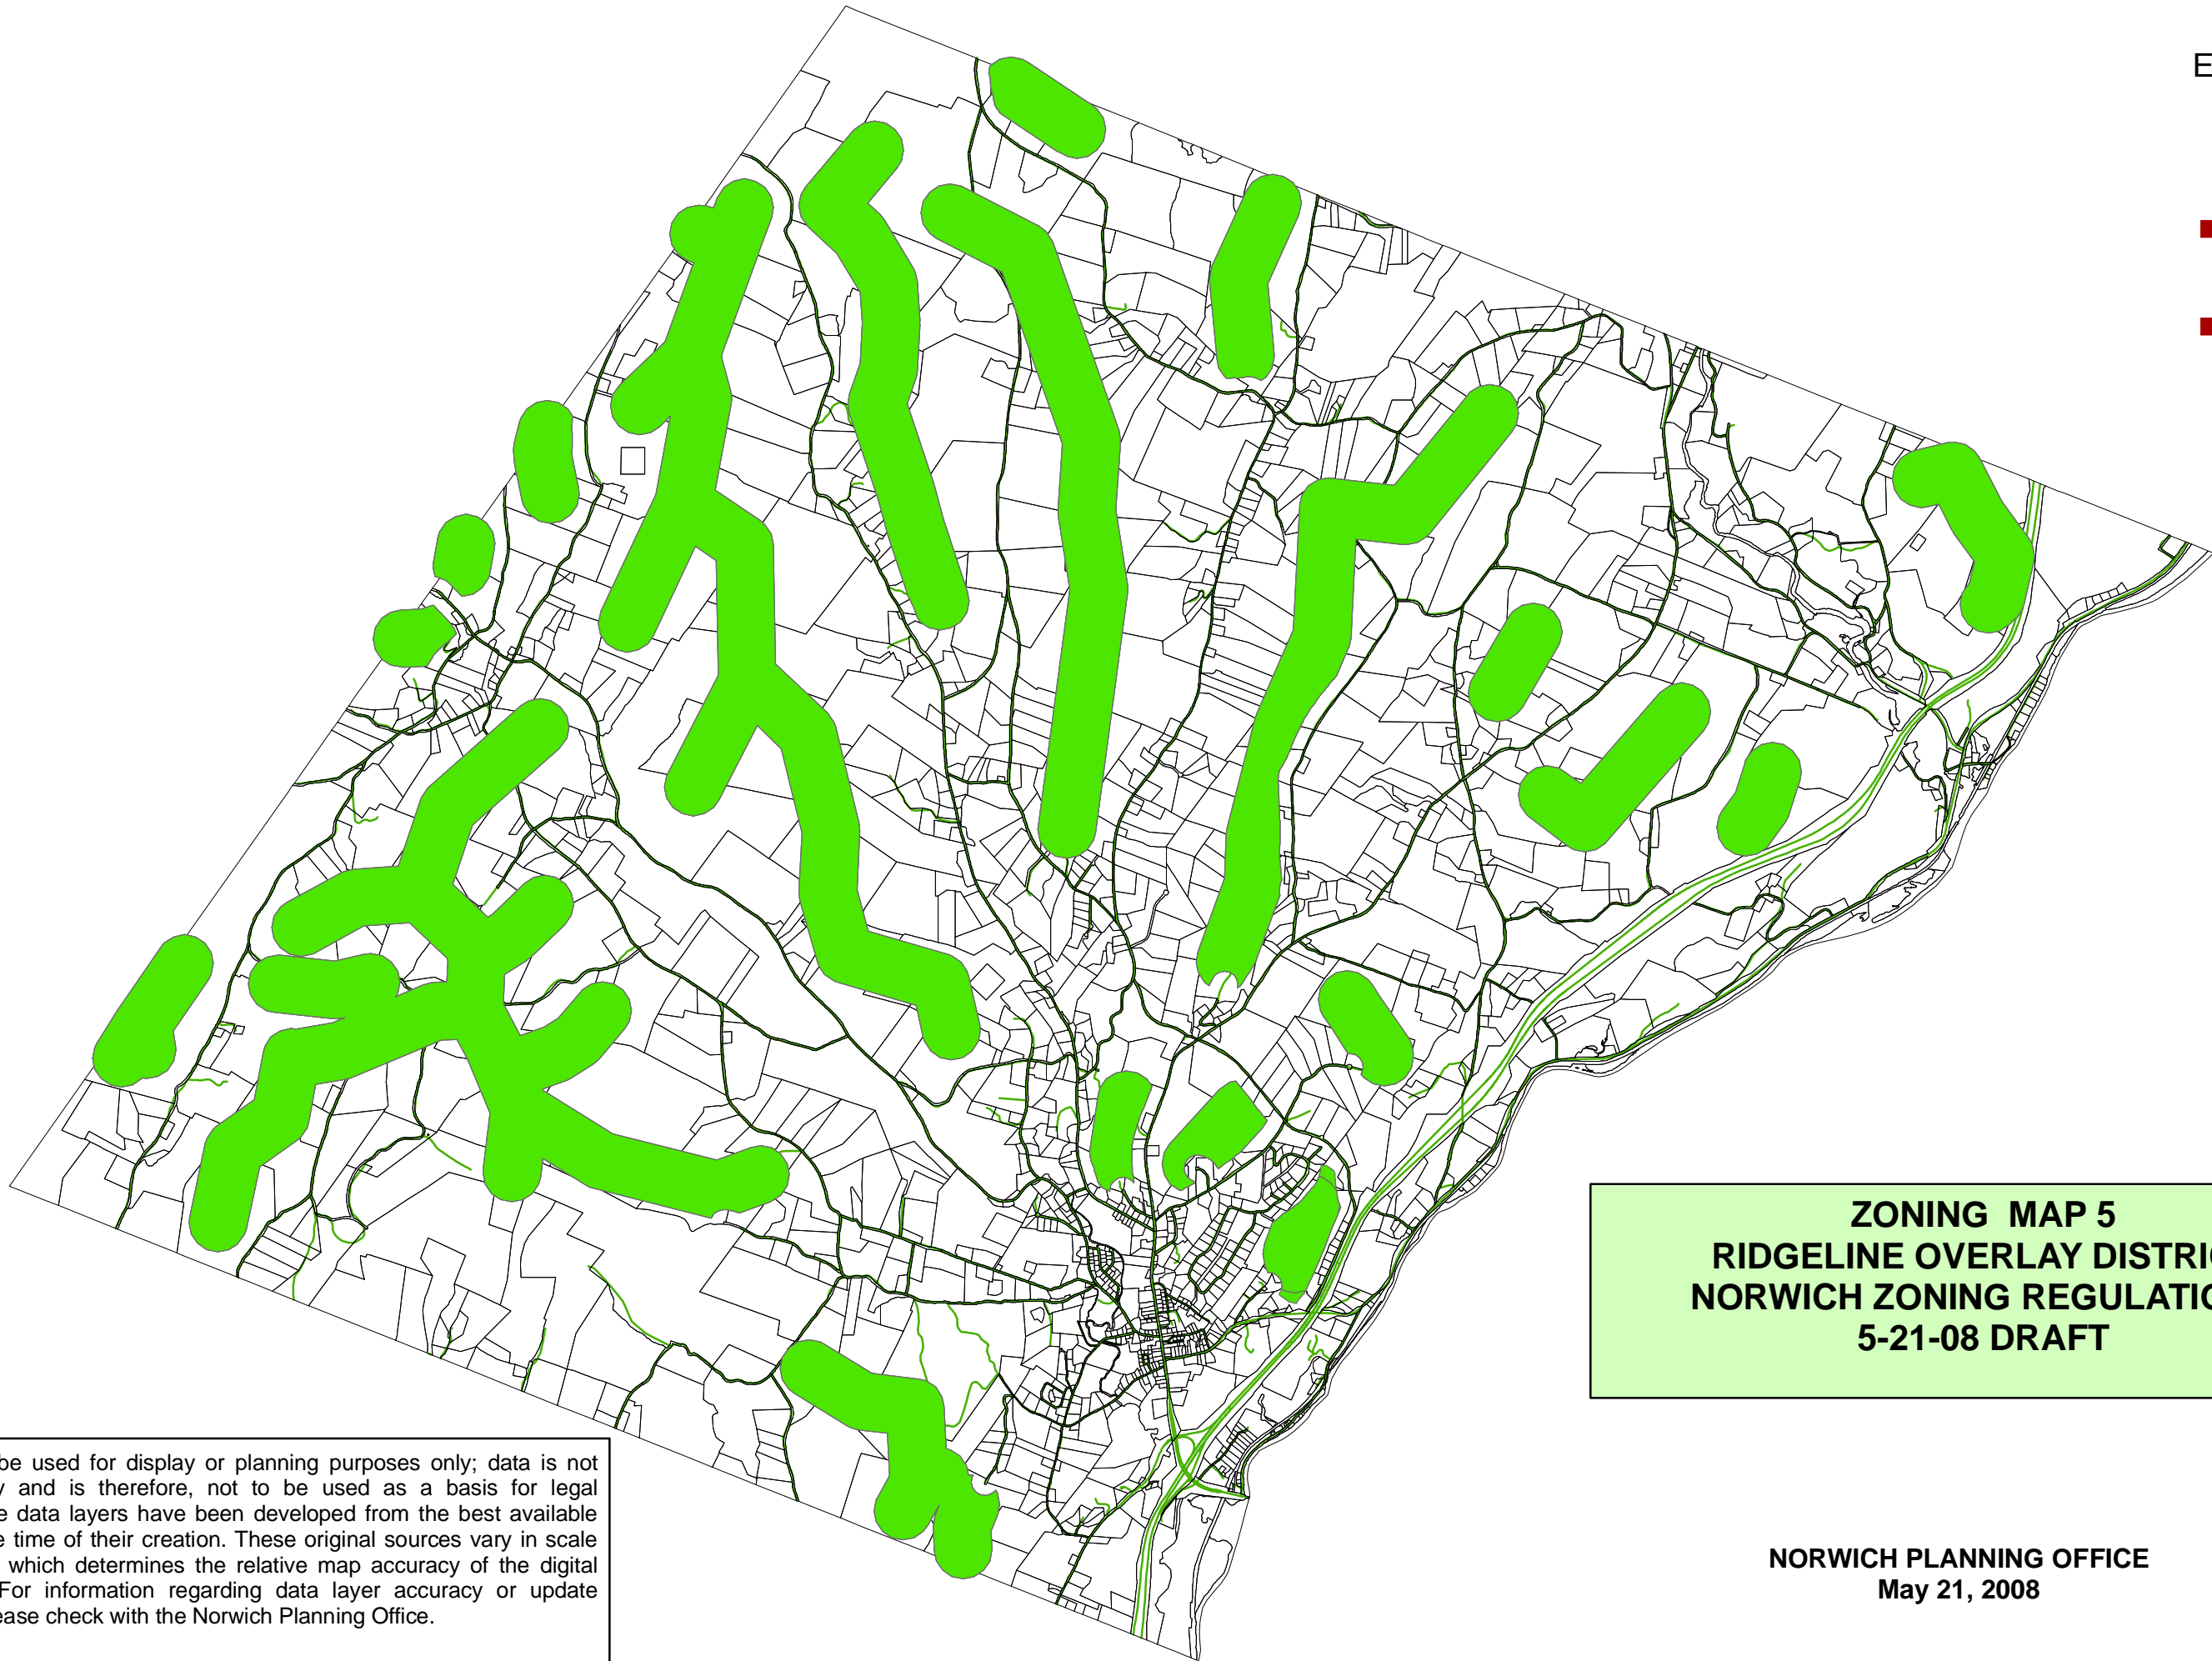 E
ZONING MAP 5
RIDGELINE OVERLAY DISTRIC
NORWICH ZONING REGULATIO
5-21-08 DRAFT
be used for display or planning purposes only; data is not
y and is therefore, not to be used as a basis for legal
e data layers have been developed from the best available
e time of their creation. These original sources vary in scale
which determines the relative map accuracy of the digital
For information regarding data layer accuracy or update
ease check with the Norwich Planning Office.
NORWICH PLANNING OFFICE
May 21, 2008